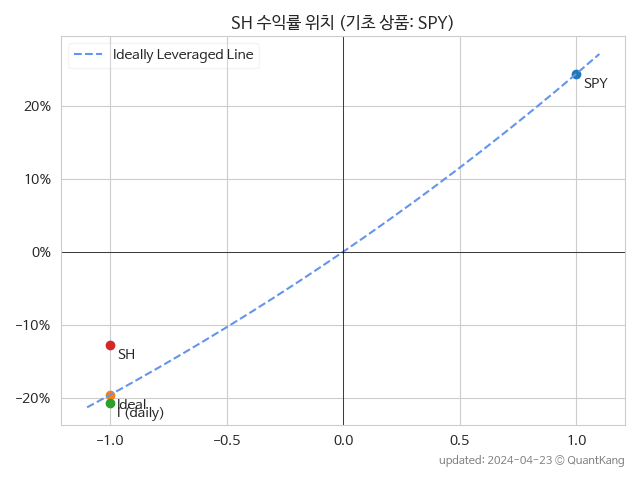 SH 수익률 위치 (기초 상품: SPY)
Ideally Leveraged Line
SPY
20%
10%
0%
−10%
−20%
SH
Ideal
(daily)
−1.0
−0.5
0.0
0.5
1.0
updated: 2024-04-23 © QuantKang